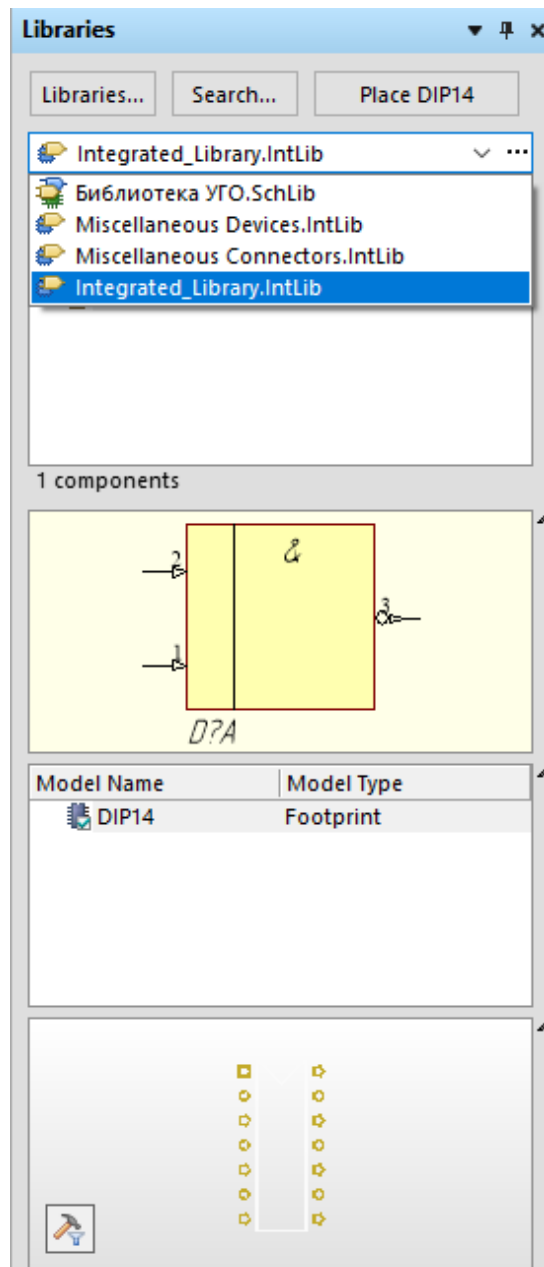 Libraries
Libraries... Search... Place DIP14
Integrated_Library.IntLib
Библиотека УГО.SchLib
Miscellaneous Devices.IntLib
Miscellaneous Connectors.IntLib
Integrated_Library.IntLib
1 components
&
2
3
1
D?A
Model Name Model Type
DIP14 Footprint